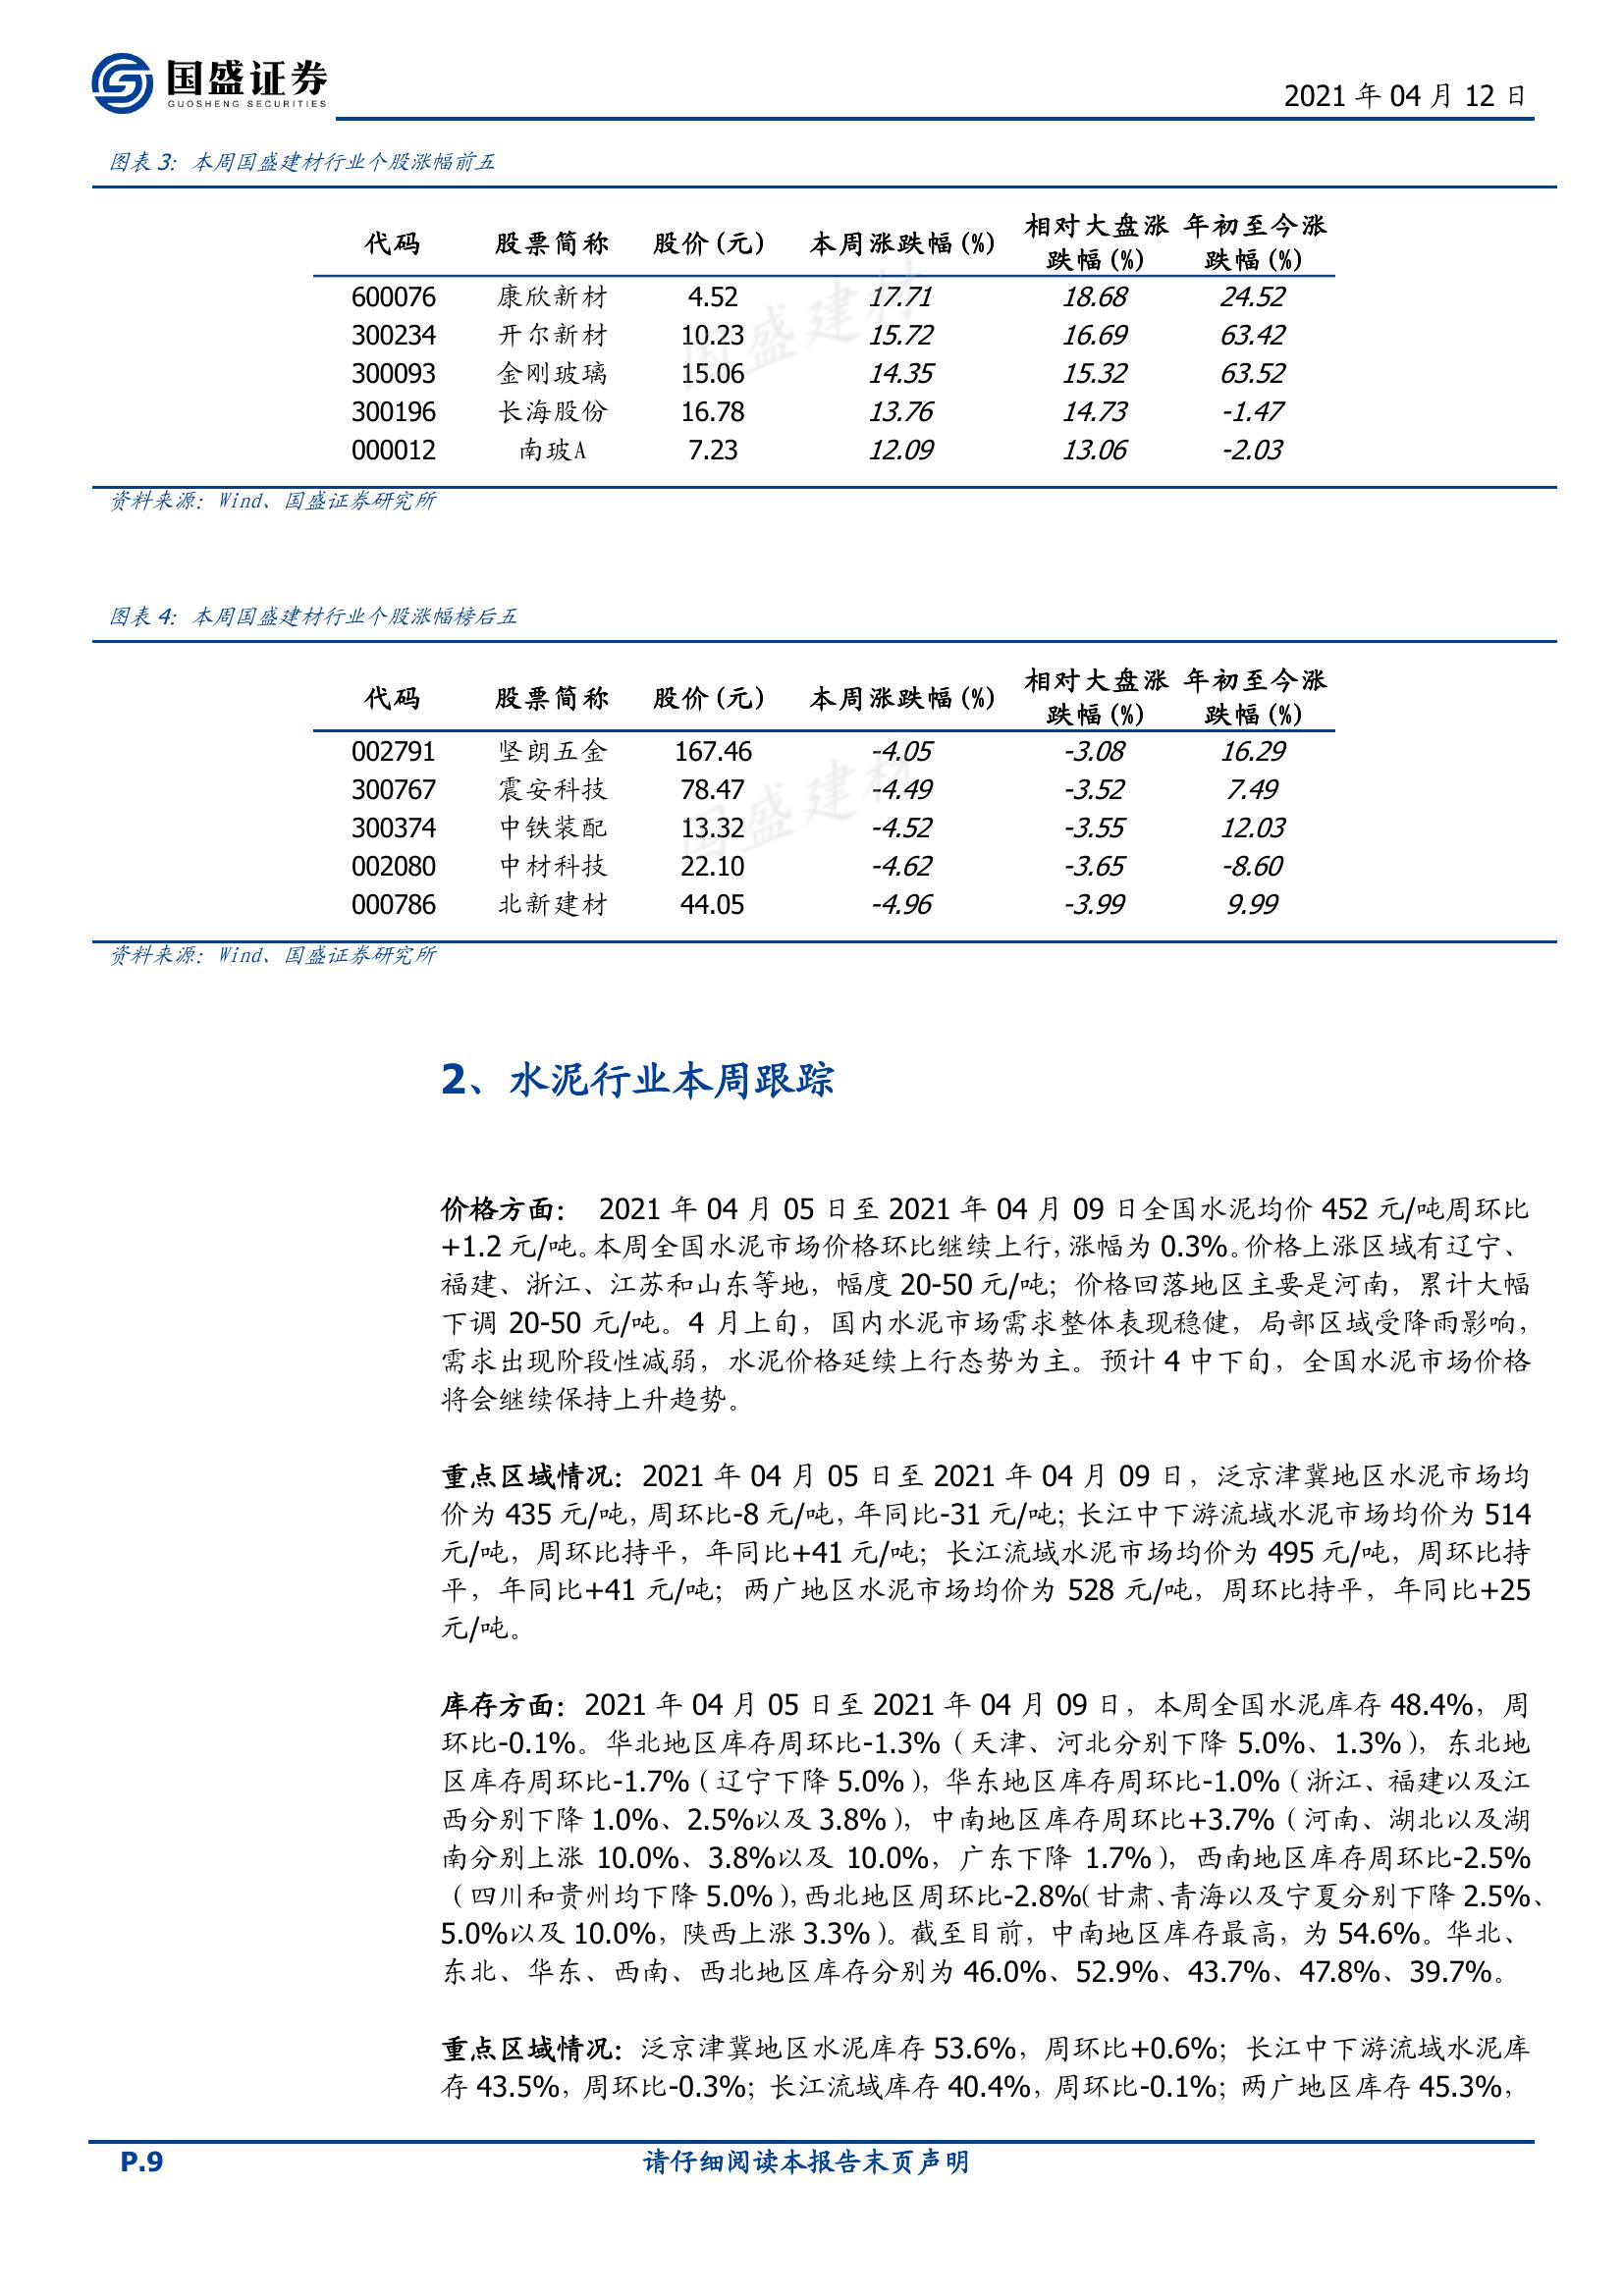 国盛证券
GUOSHENG SECURITIES
2021 年 04 月 12 日
图表 3：本周国盛建材行业个股涨幅前五
代码 股票简称 股价(元) 本周涨跌幅(%) 相对大盘涨跌幅(%) 年初至今涨跌幅(%)
600076 康欣新材 4.52 17.71 18.68 24.52
300234 开尔新材 10.23 15.72 16.69 63.42
300093 金刚玻璃 15.06 14.35 15.32 63.52
300196 长海股份 16.78 13.76 14.73 -1.47
000012 南玻A 7.23 12.09 13.06 -2.03
国盛建材
资料来源：Wind、国盛证券研究所
图表 4：本周国盛建材行业个股涨幅榜后五
代码 股票简称 股价(元) 本周涨跌幅(%) 相对大盘涨跌幅(%) 年初至今涨跌幅(%)
002791 坚朗五金 167.46 -4.05 -3.08 16.29
300767 震安科技 78.47 -4.49 -3.52 7.49
300374 中铁装配 13.32 -4.52 -3.55 12.03
002080 中材科技 22.10 -4.62 -3.65 -8.60
000786 北新建材 44.05 -4.96 -3.99 9.99
国盛建材
资料来源：Wind、国盛证券研究所
2、水泥行业本周跟踪
价格方面： 2021 年 04 月 05 日至 2021 年 04 月 09 日全国水泥均价 452 元/吨周环比
+1.2 元/吨。本周全国水泥市场价格环比继续上行，涨幅为 0.3%。价格上涨区域有辽宁、
福建、浙江、江苏和山东等地，幅度 20-50 元/吨；价格回落地区主要是河南，累计大幅
下调 20-50 元/吨。4 月上旬，国内水泥市场需求整体表现稳健，局部区域受降雨影响，
需求出现阶段性减弱，水泥价格延续上行态势为主。预计 4 中下旬，全国水泥市场价格
将会继续保持上升趋势。
重点区域情况：2021 年 04 月 05 日至 2021 年 04 月 09 日，泛京津冀地区水泥市场均
价为 435 元/吨，周环比-8 元/吨，年同比-31 元/吨；长江中下游流域水泥市场均价为 514
元/吨，周环比持平，年同比+41 元/吨；长江流域水泥市场均价为 495 元/吨，周环比持
平，年同比+41 元/吨；两广地区水泥市场均价为 528 元/吨，周环比持平，年同比+25
元/吨。
库存方面：2021 年 04 月 05 日至 2021 年 04 月 09 日，本周全国水泥库存 48.4%，周
环比-0.1%。华北地区库存周环比-1.3%（天津、河北分别下降 5.0%、1.3%），东北地
区库存周环比-1.7%（辽宁下降 5.0%），华东地区库存周环比-1.0%（浙江、福建以及江
西分别下降 1.0%、2.5%以及 3.8%），中南地区库存周环比+3.7%（河南、湖北以及湖
南分别上涨 10.0%、3.8%以及 10.0%，广东下降 1.7%），西南地区库存周环比-2.5%
（四川和贵州均下降 5.0%），西北地区周环比-2.8%（甘肃、青海以及宁夏分别下降 2.5%、
5.0%以及 10.0%，陕西上涨 3.3%）。截至目前，中南地区库存最高，为 54.6%。华北、
东北、华东、西南、西北地区库存分别为 46.0%、52.9%、43.7%、47.8%、39.7%。
重点区域情况：泛京津冀地区水泥库存 53.6%，周环比+0.6%；长江中下游流域水泥库
存 43.5%，周环比-0.3%；长江流域库存 40.4%，周环比-0.1%；两广地区库存 45.3%，
P.9 请仔细阅读本报告末页声明